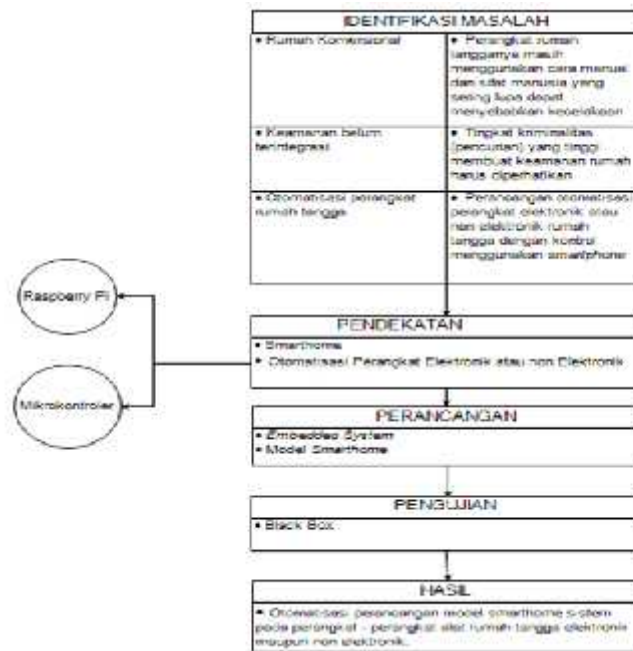 IDENTIFIKASI MASALAH
• Rumah Konvensional
• Perangkat rumah
tangganya masih
menggunakan cara manual
dan sifat manusia yang
sering lupa dapat
menyebabkan kecelakaan
• Keamanan belum
terintegrasi
• Tingkat kriminalitas
(pencurian) yang tinggi
membuat keamanan rumah
harus diperhatikan
• Otomatisasi perangkat
rumah tangga
• Perancangan otomatisasi
perangkat elektronik atau
non elektronik rumah
tangga dengan kontrol
menggunakan smartphone
Raspberry Pi
Mikrokontroler
PENDEKATAN
• Smarthome
• Otomatisasi Perangkat Elektronik atau non Elektronik
PERANCANGAN
• Embedded System
• Model Smarthome
PENGUJIAN
• Black Box
HASIL
• Otomatisasi perancangan model smarthome system
pada perangkat - perangkat alat rumah tangga elektronik
maupun non elektronik.